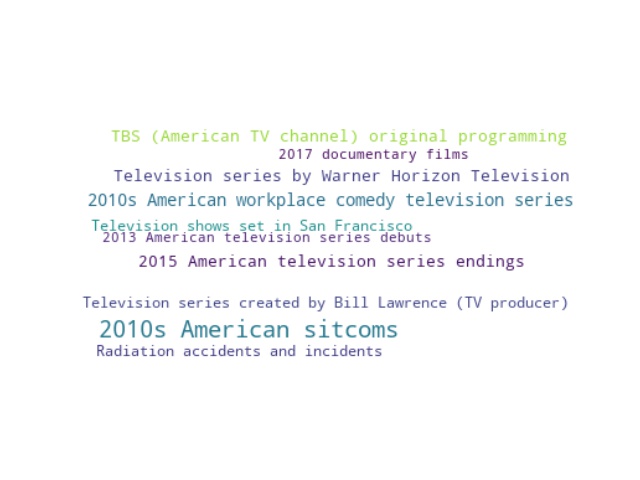 TBS (American TV channel) original programming
2017 documentary films
Television series by Warner Horizon Television
2010s American workplace comedy television series
Television shows set in San Francisco
2013 American television series debuts
2015 American television series endings
Television series created by Bill Lawrence (TV producer)
2010s American sitcoms
Radiation accidents and incidents